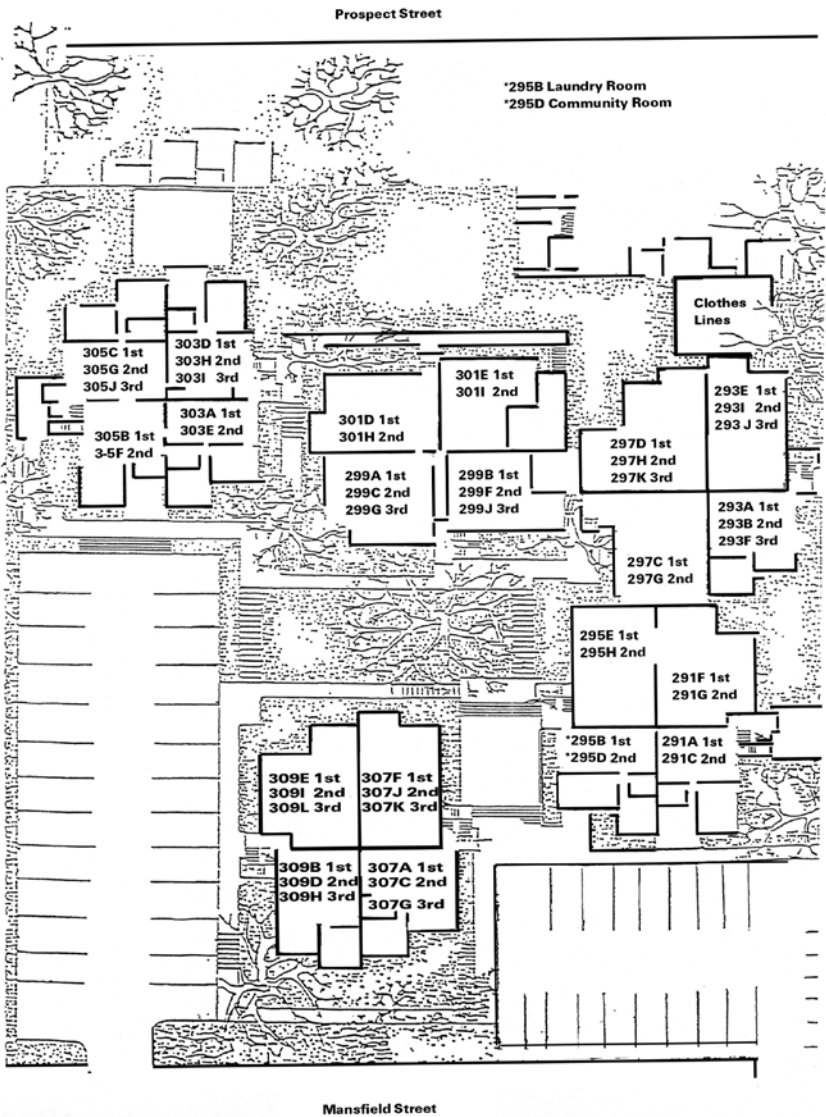 Prospect Street
*295B Laundry Room
*295D Community Room
Clothes
Lines
305C 1st
305G 2nd
305J 3rd
303D 1st
303H 2nd
303I 3rd
303A 1st
303E 2nd
305B 1st
3-5F 2nd
301E 1st
301I 2nd
301D 1st
301H 2nd
299A 1st
299C 2nd
299G 3rd
299B 1st
299F 2nd
299J 3rd
293E 1st
293I 2nd
293 J 3rd
297D 1st
297H 2nd
297K 3rd
293A 1st
293B 2nd
293F 3rd
297C 1st
297G 2nd
295E 1st
295H 2nd
291F 1st
291G 2nd
*295B 1st
*295D 2nd
291A 1st
291C 2nd
309E 1st
309I 2nd
309L 3rd
307F 1st
307J 2nd
307K 3rd
309B 1st
309D 2nd
309H 3rd
307A 1st
307C 2nd
307G 3rd
Mansfield Street